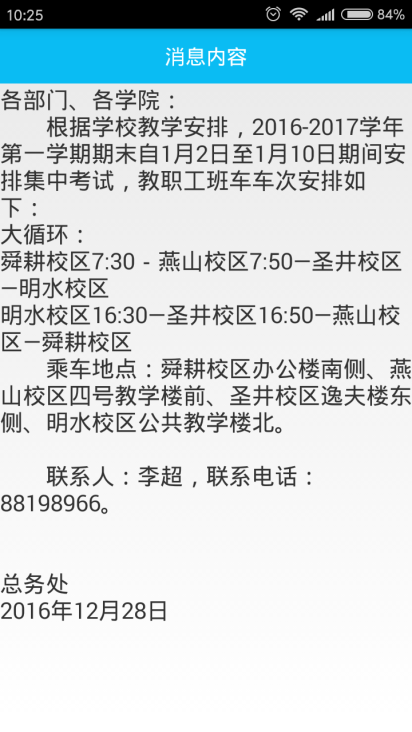 10:25
84%
消息内容
各部门、各学院：
根据学校教学安排，2016-2017学年
第一学期期末自1月2日至1月10日期间安
排集中考试，教职工班车车次安排如
下：
大循环：
舜耕校区7:30 - 燕山校区7:50—圣井校区
—明水校区
明水校区16:30—圣井校区16:50—燕山校
区—舜耕校区
乘车地点：舜耕校区办公楼南侧、燕
山校区四号教学楼前、圣井校区逸夫楼东
侧、明水校区公共教学楼北。
联系人：李超，联系电话：
88198966。
总务处
2016年12月28日